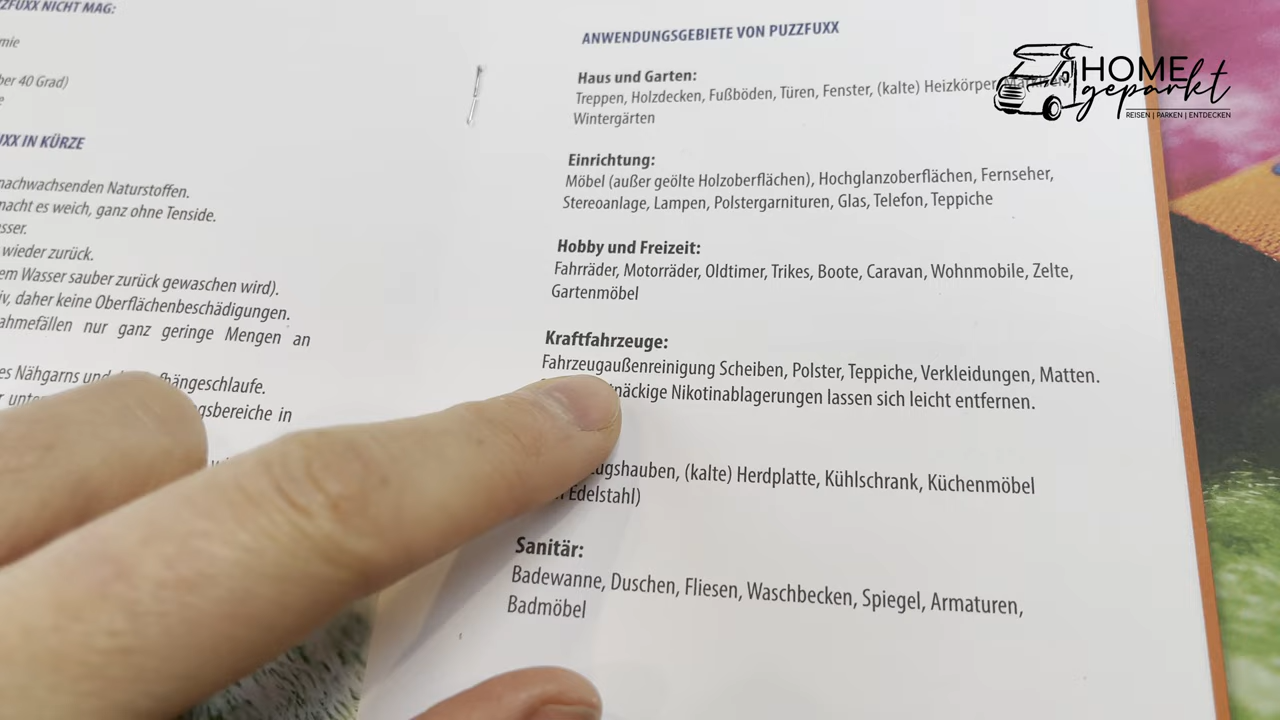 ZFUXX NICHT MAG:
mie
ber 40 Grad)
UXX IN KÜRZE
nachwachsenden Naturstoffen.
macht es weich, ganz ohne Tenside.
sser.
wieder zurück.
em Wasser sauber zurück gewaschen wird).
iv, daher keine Oberflächenbeschädigungen.
ahmefällen nur ganz geringe Mengen an
es Nähgarns und
ngsbereiche in
ANWENDUNGSGEBIETE VON PUZZFUXX
Haus und Garten:
Treppen, Holzdecken, Fußböden, Türen, Fenster, (kalte) Heizkörper, Markisen,
Wintergärten
Einrichtung:
Möbel (außer geölte Holzoberflächen), Hochglanzoberflächen, Fernseher,
Stereoanlage, Lampen, Polstergarnituren, Glas, Telefon, Teppiche
Hobby und Freizeit:
Fahrräder, Motorräder, Oldtimer, Trikes, Boote, Caravan, Wohnmobile, Zelte,
Gartenmöbel
Kraftfahrzeuge:
Fahrzeugaußenreinigung Scheiben, Polster, Teppiche, Verkleidungen, Matten.
näckige Nikotinablagerungen lassen sich leicht entfernen.
ugshauben, (kalte) Herdplatte, Kühlschrank, Küchenmöbel
Edelstahl)
Sanitär:
Badewanne, Duschen, Fliesen, Waschbecken, Spiegel, Armaturen,
Badmöbel
HOME
geparkt
REISEN | PARKEN | ENTDECKEN